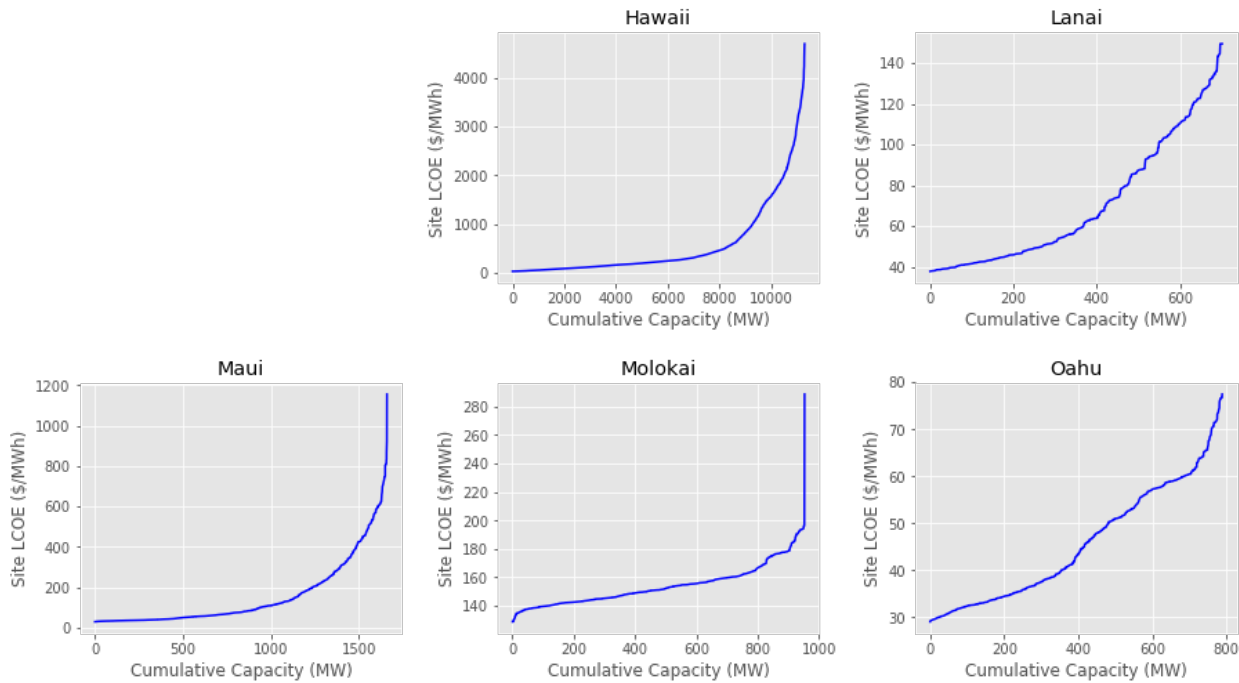 Hawaii
Site LCOE ($/MWh)
4000
3000
2000
1000
0
0 2000 4000 6000 8000 10000
Cumulative Capacity (MW)
Lanai
Site LCOE ($/MWh)
140
120
100
80
60
40
0 200 400 600
Cumulative Capacity (MW)
Maui
Site LCOE ($/MWh)
1200
1000
800
600
400
200
0
0 500 1000 1500
Cumulative Capacity (MW)
Molokai
Site LCOE ($/MWh)
280
260
240
220
200
180
160
140
0 200 400 600 800 1000
Cumulative Capacity (MW)
Oahu
Site LCOE ($/MWh)
80
70
60
50
40
30
0 200 400 600 800
Cumulative Capacity (MW)